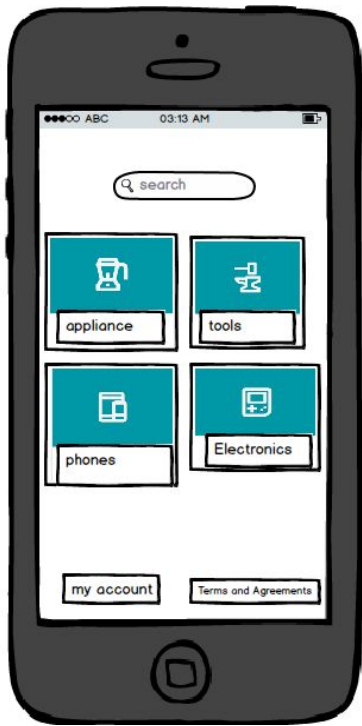 ABC 03:13 AM
search
appliance
tools
phones
Electronics
my account
Terms and Agreements